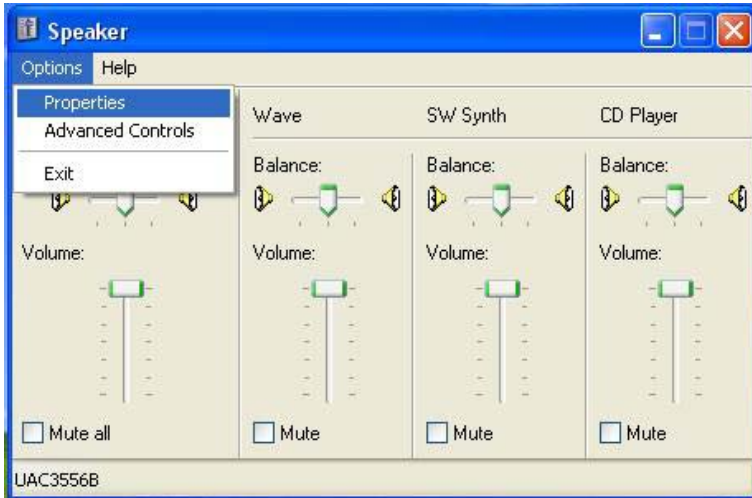 Speaker
Options Help
Properties
Advanced Controls
Exit
Wave SW Synth CD Player
Balance: Balance: Balance:
Volume: Volume: Volume: Volume:
Mute all Mute Mute Mute
UAC3556B